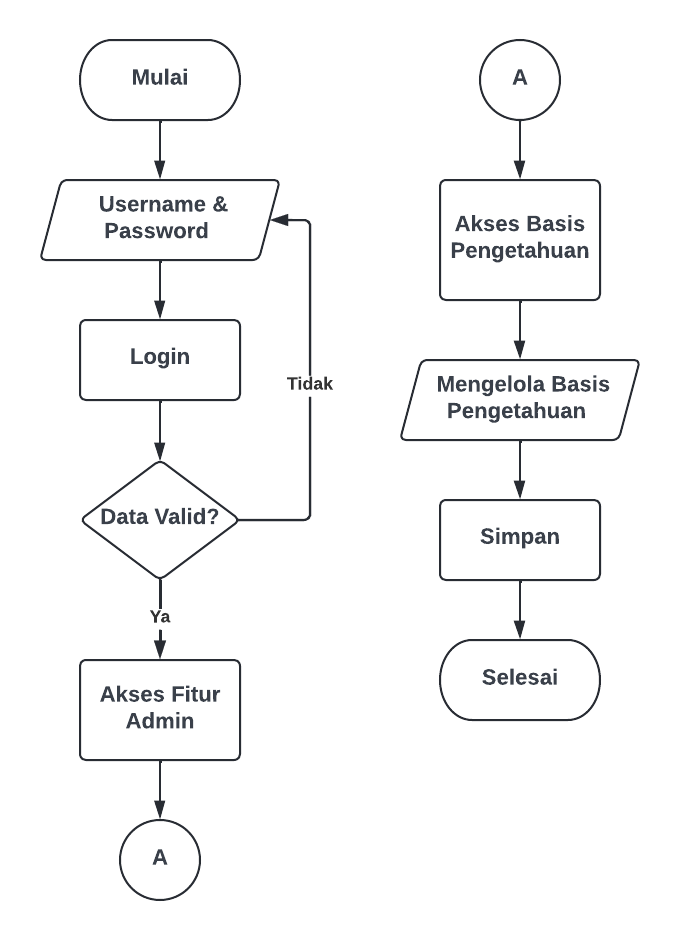 Mulai
Username &
Password
Login
Tidak
Data Valid?
Ya
Akses Fitur
Admin
A
A
Akses Basis
Pengetahuan
Mengelola Basis
Pengetahuan
Simpan
Selesai